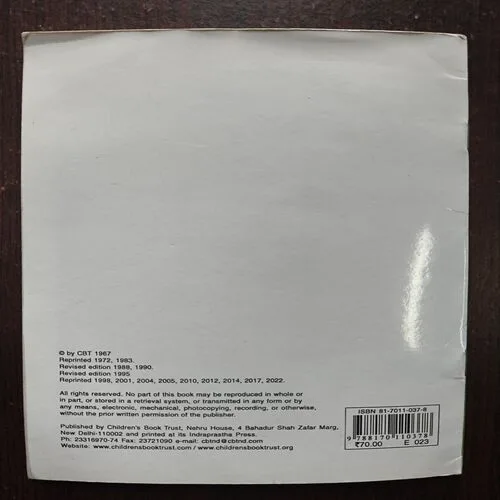 © by CBT 1967
Reprinted 1972, 1983.
Revised edition 1988, 1990.
Revised edition 1995
Reprinted 1998, 2001, 2004, 2005, 2010, 2012, 2014, 2017, 2022.
All rights reserved. No part of this book may be reproduced in whole or
in part, or stored in a retrieval system, or transmitted in any form or by
any means, electronic, mechanical, photocopying, recording, or otherwise,
without the prior written permission of the publisher.
Published by Children's Book Trust, Nehru House, 4 Bahadur Shah Zafar Marg,
New Delhi-110002 and printed at its Indraprastha Press.
Ph: 23316970-74 Fax: 23721090 e-mail: cbtnd@cbtnd.com
Website: www.childrensbooktrust.com / www.childrensbooktrust.org
ISBN 81-7011-037-8
9 788170 110378
₹70.00 E 023